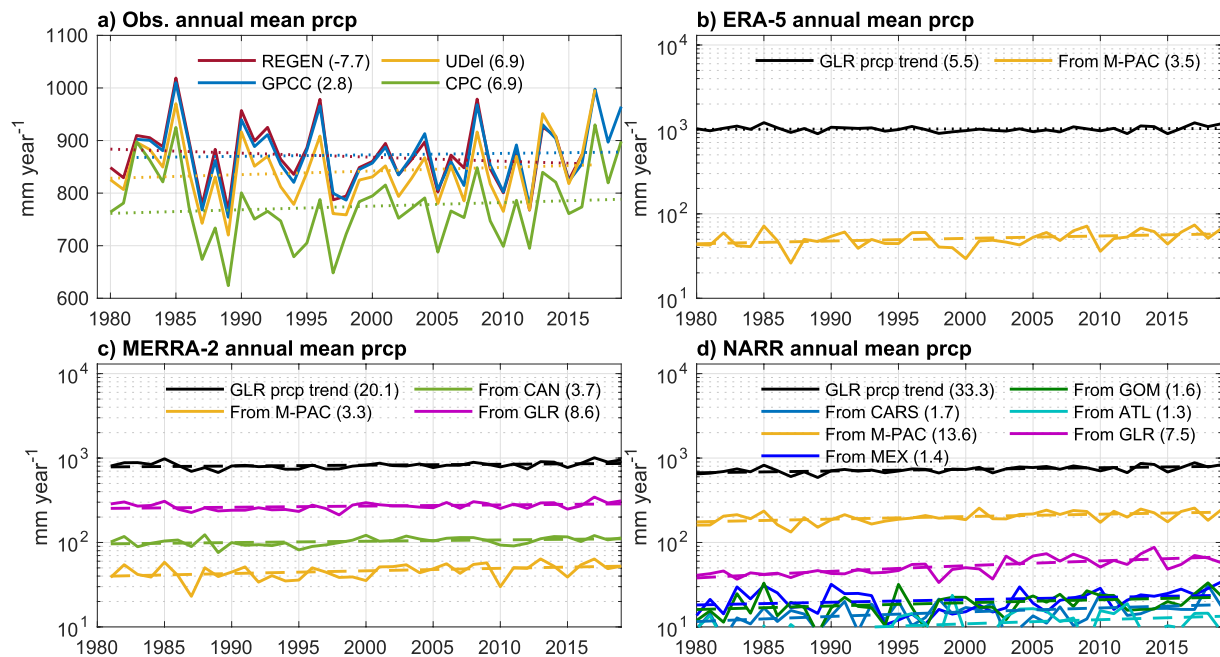 a) Obs. annual mean prcp
1100
1000
900
800
700
600
mm year-1
REGEN (-7.7)
GPCC (2.8)
UDel (6.9)
CPC (6.9)
1980 1985 1990 1995 2000 2005 2010 2015
b) ERA-5 annual mean prcp
10^4
10^3
10^2
10^1
mm year-1
GLR prcp trend (5.5)
From M-PAC (3.5)
1980 1985 1990 1995 2000 2005 2010 2015
c) MERRA-2 annual mean prcp
10^4
10^3
10^2
10^1
mm year-1
GLR prcp trend (20.1)
From M-PAC (3.3)
From CAN (3.7)
From GLR (8.6)
1980 1985 1990 1995 2000 2005 2010 2015
d) NARR annual mean prcp
10^4
10^3
10^2
10^1
mm year-1
GLR prcp trend (33.3)
From CARS (1.7)
From M-PAC (13.6)
From MEX (1.4)
From GOM (1.6)
From ATL (1.3)
From GLR (7.5)
1980 1985 1990 1995 2000 2005 2010 2015